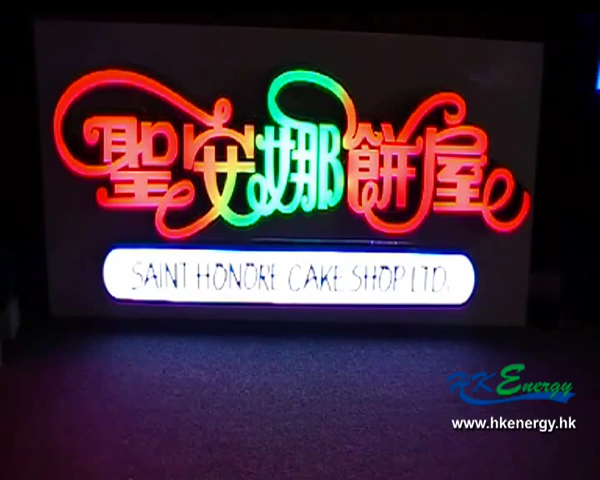 聖安娜餅屋
SAINT HONORE CAKE SHOP LTD.
HK Energy
www.hkenergy.hk